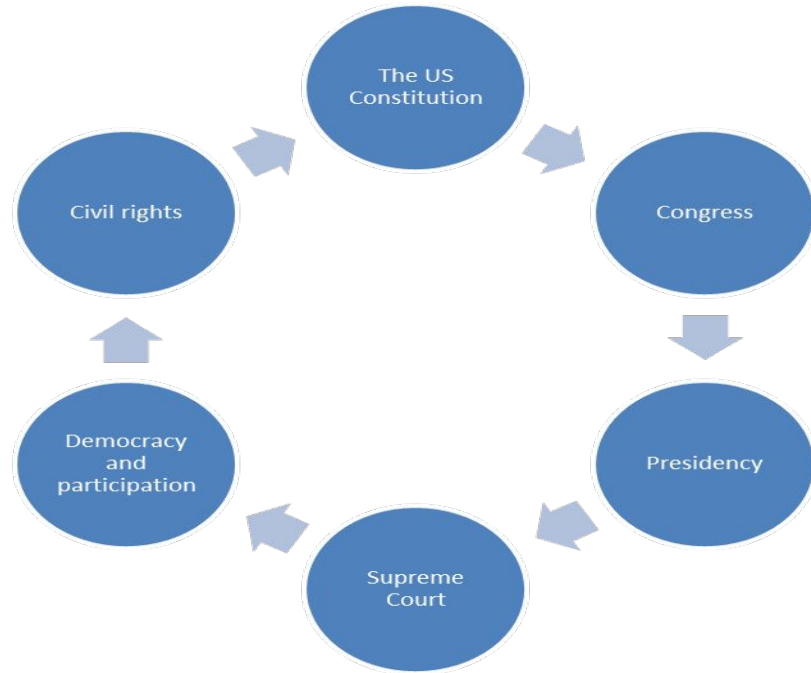 The US
Constitution
Congress
Presidency
Supreme
Court
Democracy
and
participation
Civil rights